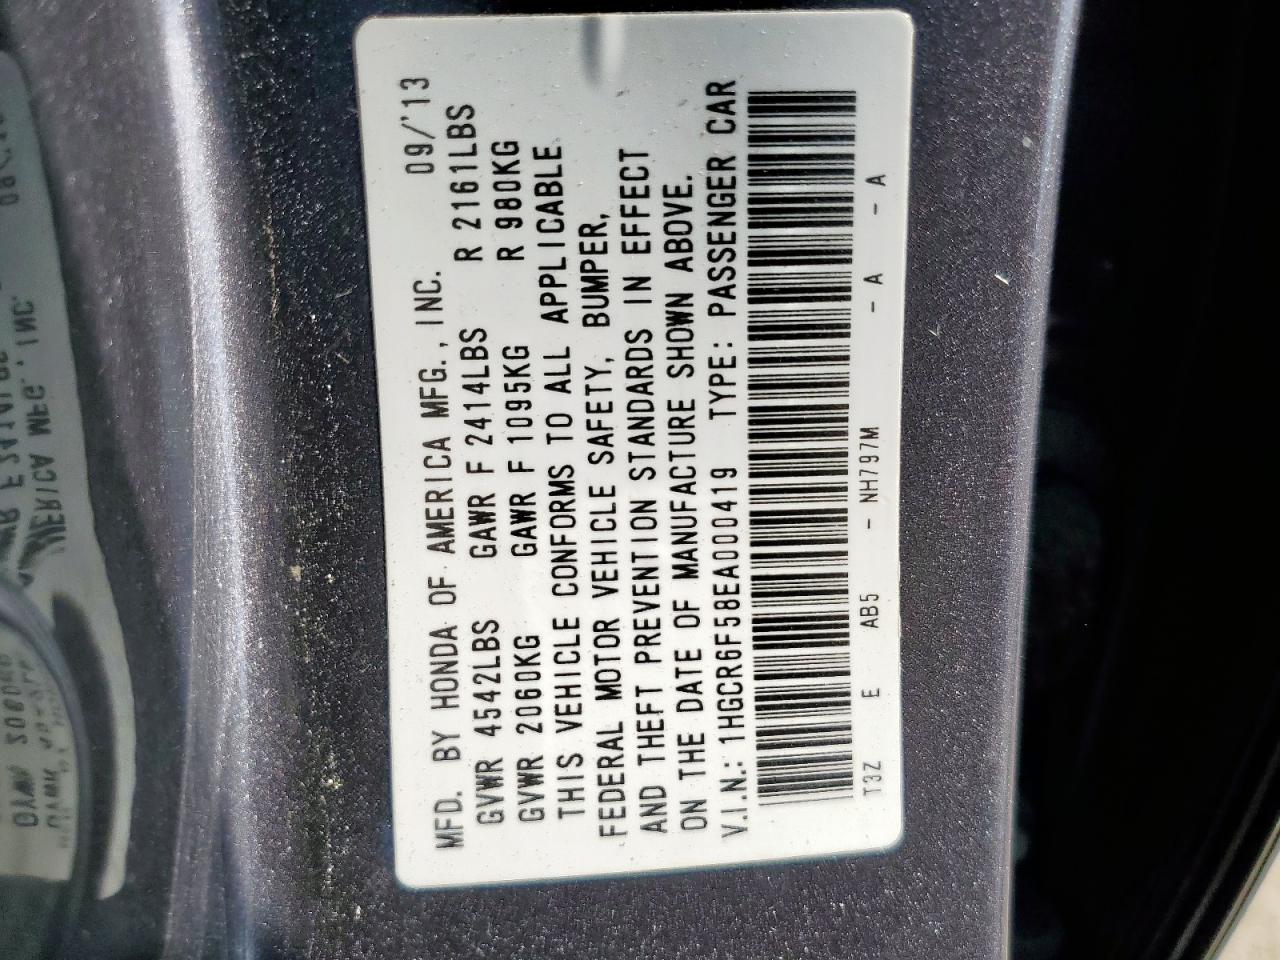 MFD. BY HONDA OF AMERICA MFG., INC. 09/'13
GVWR 4542LBS GAWR F 2414LBS R 2161LBS
GVWR 2060KG GAWR F 1095KG R 980KG
THIS VEHICLE CONFORMS TO ALL APPLICABLE
FEDERAL MOTOR VEHICLE SAFETY, BUMPER,
AND THEFT PREVENTION STANDARDS IN EFFECT
ON THE DATE OF MANUFACTURE SHOWN ABOVE.
V.I.N.: 1HGCR6F58EA000419 TYPE: PASSENGER CAR
T3Z E AB5 - NH797M - A - A